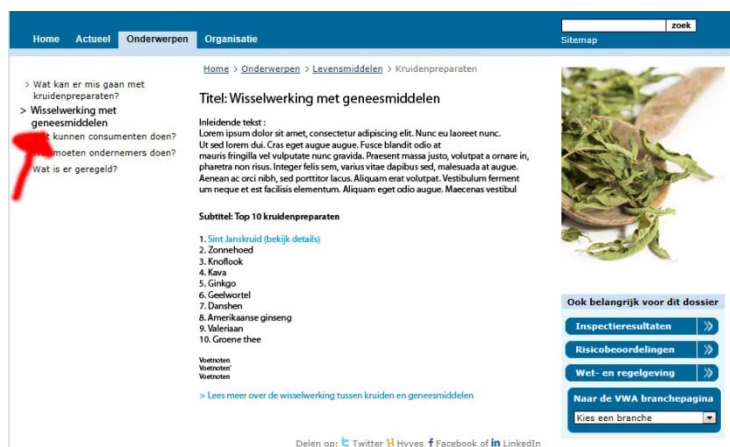 zoek
Home Actueel Onderwerpen Organisatie
Sitemap
Home > Onderwerpen > Levensmiddelen > Kruidenpreparaten
> Wat kan er mis gaan met
kruidenpreparaten?
> Wisselwerking met
geneesmiddelen
kunnen consumenten doen?
moeten ondernemers doen?
Wat is er geregeld?
Titel: Wisselwerking met geneesmiddelen
Inleidende tekst :
Lorem ipsum dolor sit amet, consectetur adipiscing elit. Nunc eu laoreet nunc.
Ut sed lorem dui. Cras eget augue augue. Fusce blandit odio at
mauris fringilla vel vulputate nunc gravida. Praesent massa justo, volutpat a ornare in,
pharetra non risus. Integer felis sem, varius vitae dapibus sed, malesuada at augue.
Aenean ac orci nibh, sed porttitor lacus. Aliquam erat volutpat. Vestibulum ferment
um neque et est facilisis elementum. Aliquam eget odio augue. Maecenas vestibul
Subtitel: Top 10 kruidenpreparaten
1. Sint Janskruid (bekijk details)
2. Zonnehoed
3. Knoflook
4. Kava
5. Ginkgo
6. Geelwortel
7. Danshen
8. Amerikaanse ginseng
9. Valeriaan
10. Groene thee
Voetnoten
Voetnoten'
Voetnoten
> Lees meer over de wisselwerking tussen kruiden en geneesmiddelen
Ook belangrijk voor dit dossier
Inspectieresultaten
Risicobeoordelingen
Wet- en regelgeving
Naar de VWA branchepagina
Kies een branche
Delen op: Twitter Hyves Facebook of LinkedIn